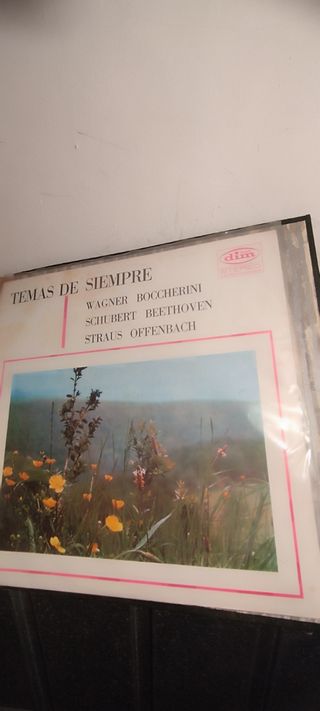 dim
TEMAS DE SIEMPRE
WAGNER BOCCHERINI
SCHUBERT BEETHOVEN
STRAUS OFFENBACH